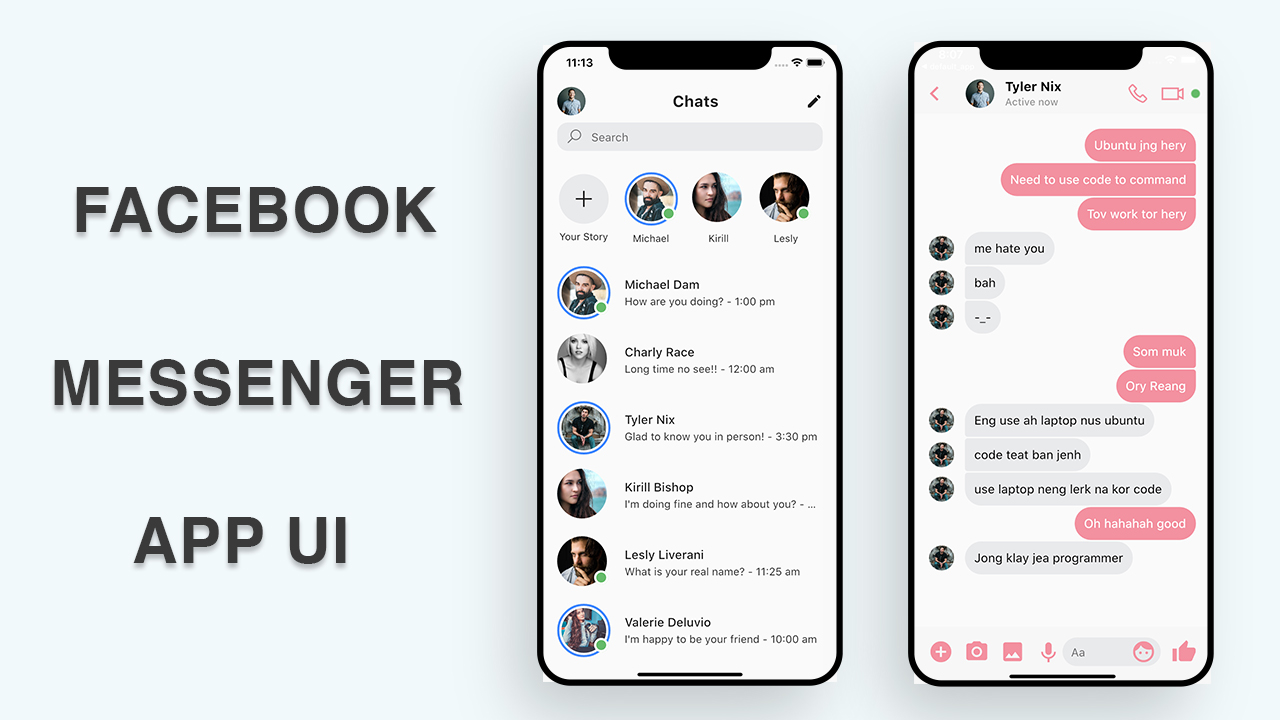 FACEBOOK
MESSENGER
APP UI
11:13
Chats
Search
Your Story
Michael
Kirill
Lesly
Michael Dam
How are you doing? - 1:00 pm
Charly Race
Long time no see!! - 12:00 am
Tyler Nix
Glad to know you in person! - 3:30 pm
Kirill Bishop
I'm doing fine and how about you? - ...
Lesly Liverani
What is your real name? - 11:25 am
Valerie Deluvio
I'm happy to be your friend - 10:00 am
Tyler Nix
Active now
Ubuntu jng hery
Need to use code to command
Tov work tor hery
me hate you
bah
-_-
Som muk
Ory Reang
Eng use ah laptop nus ubuntu
code teat ban jenh
use laptop neng lerk na kor code
Oh hahahah good
Jong klay jea programmer
Aa